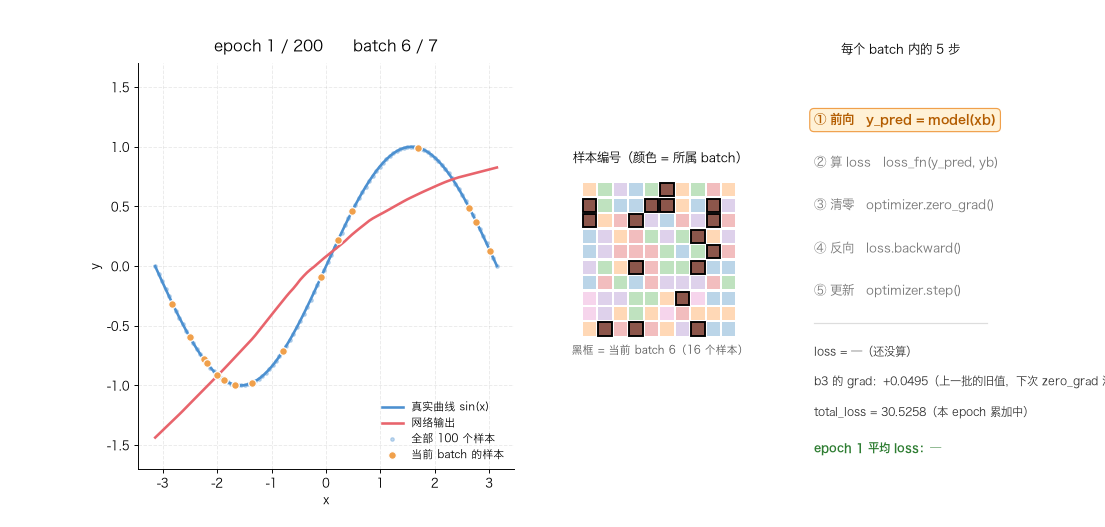 epoch 1 / 200 batch 6 / 7
1.5
1.0
0.5
0.0
-0.5
-1.0
-1.5
y
-3
-2
-1
0
1
2
3
x
真实曲线 sin(x)
网络输出
全部 100 个样本
当前 batch 的样本
样本编号（颜色 = 所属 batch）
黑框 = 当前 batch 6（16 个样本）
每个 batch 内的 5 步
① 前向 y_pred = model(xb)
② 算 loss loss_fn(y_pred, yb)
③ 清零 optimizer.zero_grad()
④ 反向 loss.backward()
⑤ 更新 optimizer.step()
loss = —（还没算）
b3 的 grad：+0.0495（上一批的旧值，下次 zero_grad
total_loss = 30.5258（本 epoch 累加中）
epoch 1 平均 loss：—